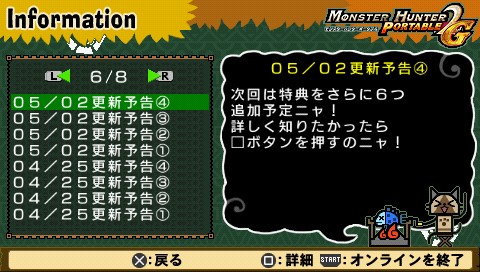 Information
MONSTER HUNTER
PORTABLE 2nd G
L 6/8 R
05/02更新予告④
05/02更新予告③
05/02更新予告②
05/02更新予告①
04/25更新予告④
04/25更新予告③
04/25更新予告②
04/25更新予告①
05/02更新予告④
次回は特典をさらに6つ
追加予定ニャ!
詳しく知りたかったら
□ボタンを押すのニャ!
×:戻る □:詳細 START:オンラインを終了